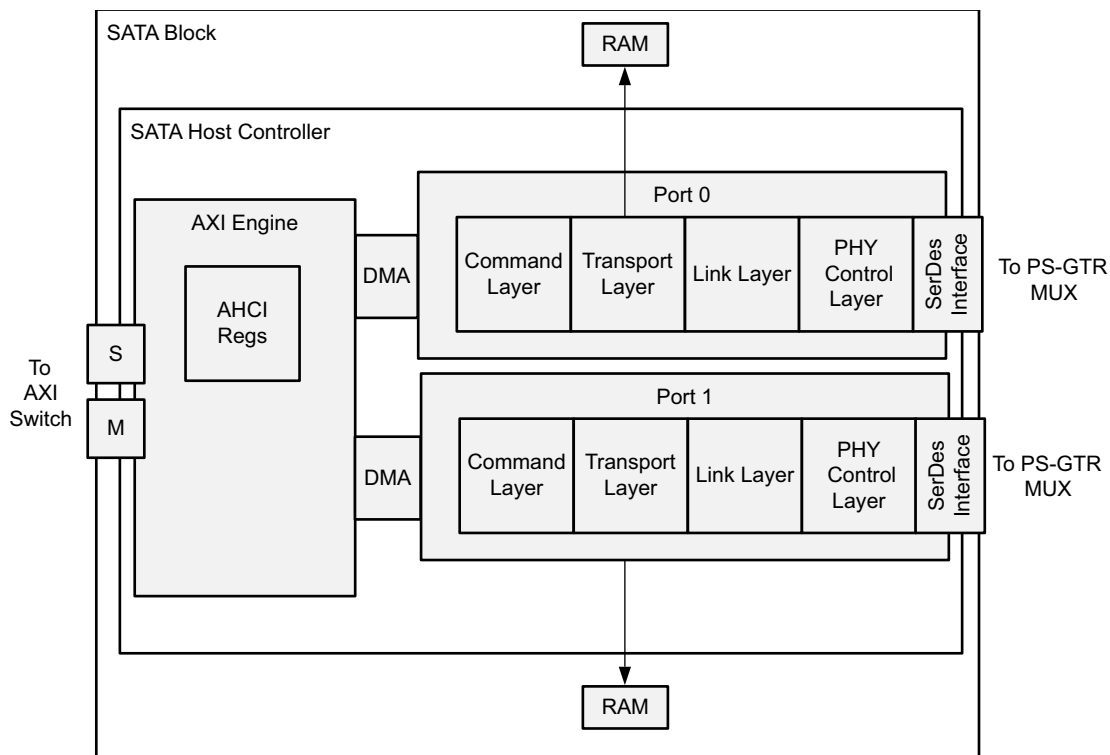 SATA Block
RAM
SATA Host Controller
Port 0
AXI Engine
DMA
Command
Layer
Transport
Layer
Link Layer
PHY
Control
Layer
SerDes
Interface
To PS-GTR
MUX
AHCI
Regs
S
To
AXI
Switch
M
Port 1
DMA
Command
Layer
Transport
Layer
Link Layer
PHY
Control
Layer
SerDes
Interface
To PS-GTR
MUX
RAM